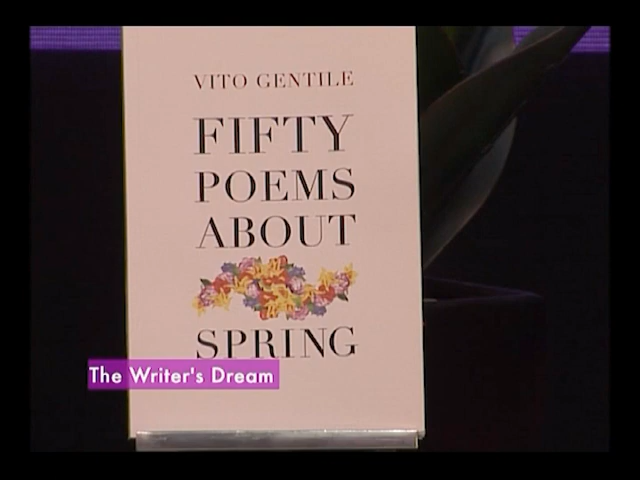 VITO GENTILE
FIFTY
POEMS
ABOUT
SPRING
The Writer's Dream